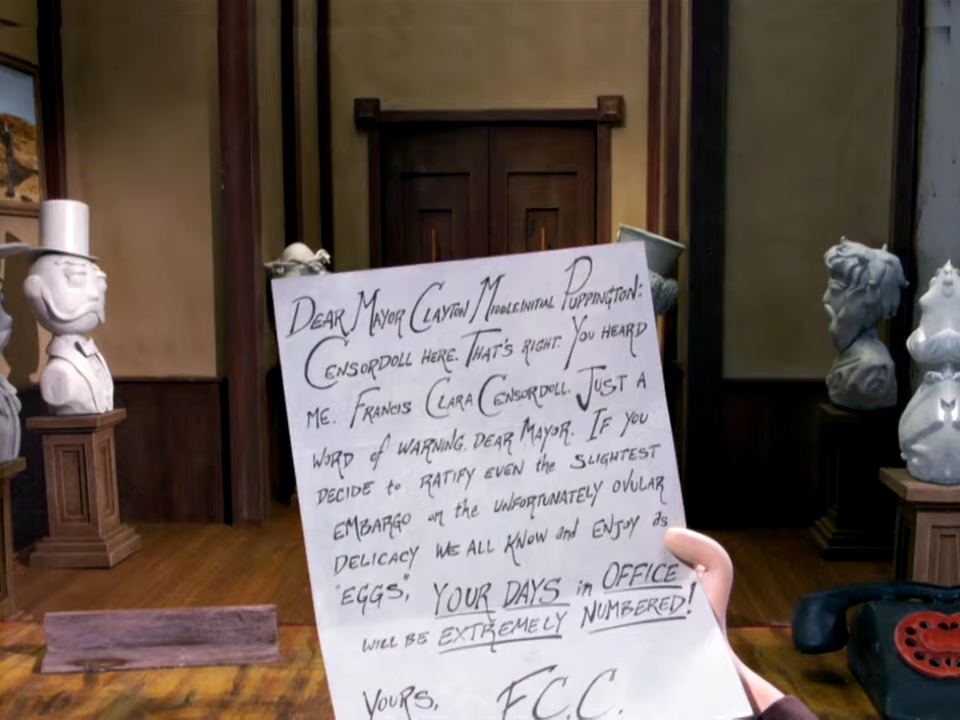 DEAR MAYOR CLAYTON MIDDLEINITIAL PUPPINGTON:
CENSORDOLL HERE. THAT'S RIGHT. YOU HEARD
ME. FRANCIS CLARA CENSORDOLL. JUST A
WORD of WARNING, DEAR MAYOR. IF YOU
DECIDE to RATIFY EVEN the SLIGHTEST
EMBARGO on the UNFORTUNATELY OVULAR
DELICACY WE ALL KNOW and ENJOY as
"EGGS," YOUR DAYS in OFFICE
WILL BE EXTREMELY NUMBERED!
YOURS, F.C.C.